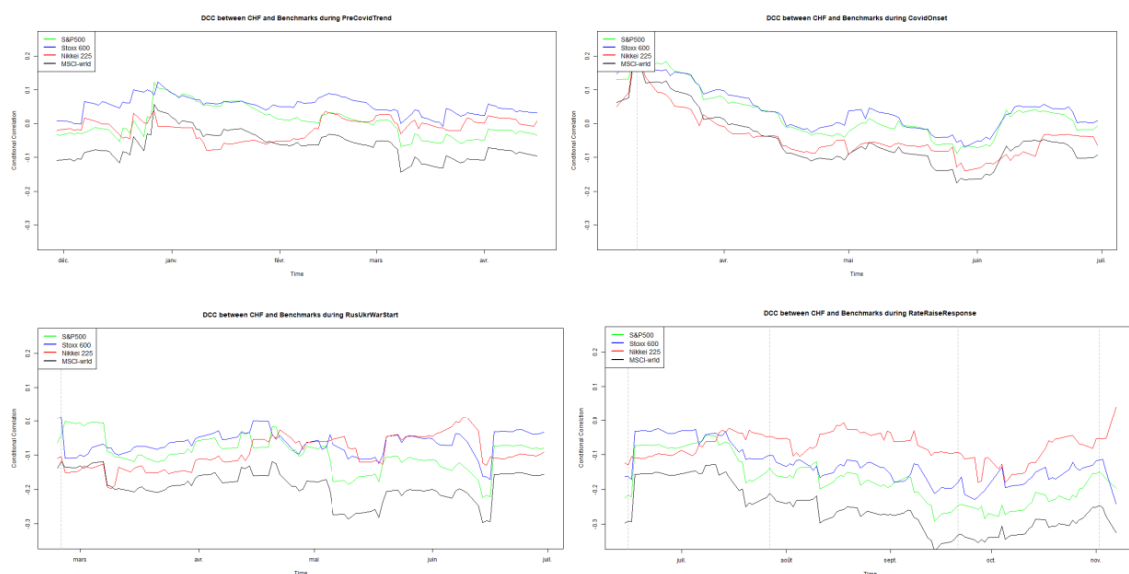 DCC between CHF and Benchmarks during PreCovidTrend
S&P500
Stoxx 600
Nikkei 225
MSCI-wrld
Conditional Correlation
0.2
0.1
0.0
-0.1
-0.2
-0.3
déc.
janv.
févr.
mars
avr.
Time
DCC between CHF and Benchmarks during CovidOnset
S&P500
Stoxx 600
Nikkei 225
MSCI-wrld
Conditional Correlation
0.2
0.1
0.0
-0.1
-0.2
-0.3
avr.
mai
juin
juil.
Time
DCC between CHF and Benchmarks during RusUkrWarStart
S&P500
Stoxx 600
Nikkei 225
MSCI-wrld
Conditional Correlation
0.2
0.1
0.0
-0.1
-0.2
-0.3
mars
avr.
mai
juin
juil.
Time
DCC between CHF and Benchmarks during RateRaiseResponse
S&P500
Stoxx 600
Nikkei 225
MSCI-wrld
Conditional Correlation
0.2
0.1
0.0
-0.1
-0.2
-0.3
juil.
août
sept.
oct.
nov.
Time